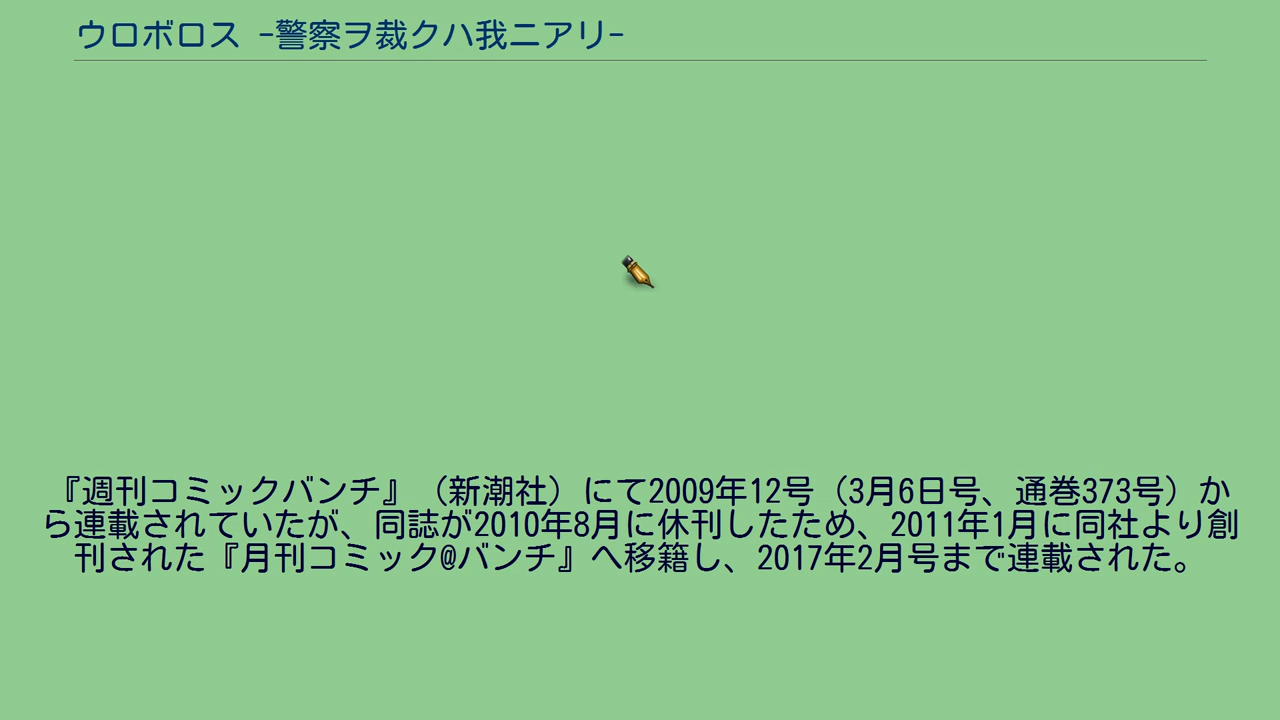 ウロボロス -警察ヲ裁クハ我ニアリ-
『週刊コミックバンチ』（新潮社）にて2009年12号（3月6日号、通巻373号）か
ら連載されていたが、同誌が2010年8月に休刊したため、2011年1月に同社より創
刊された『月刊コミック@バンチ』へ移籍し、2017年2月号まで連載された。